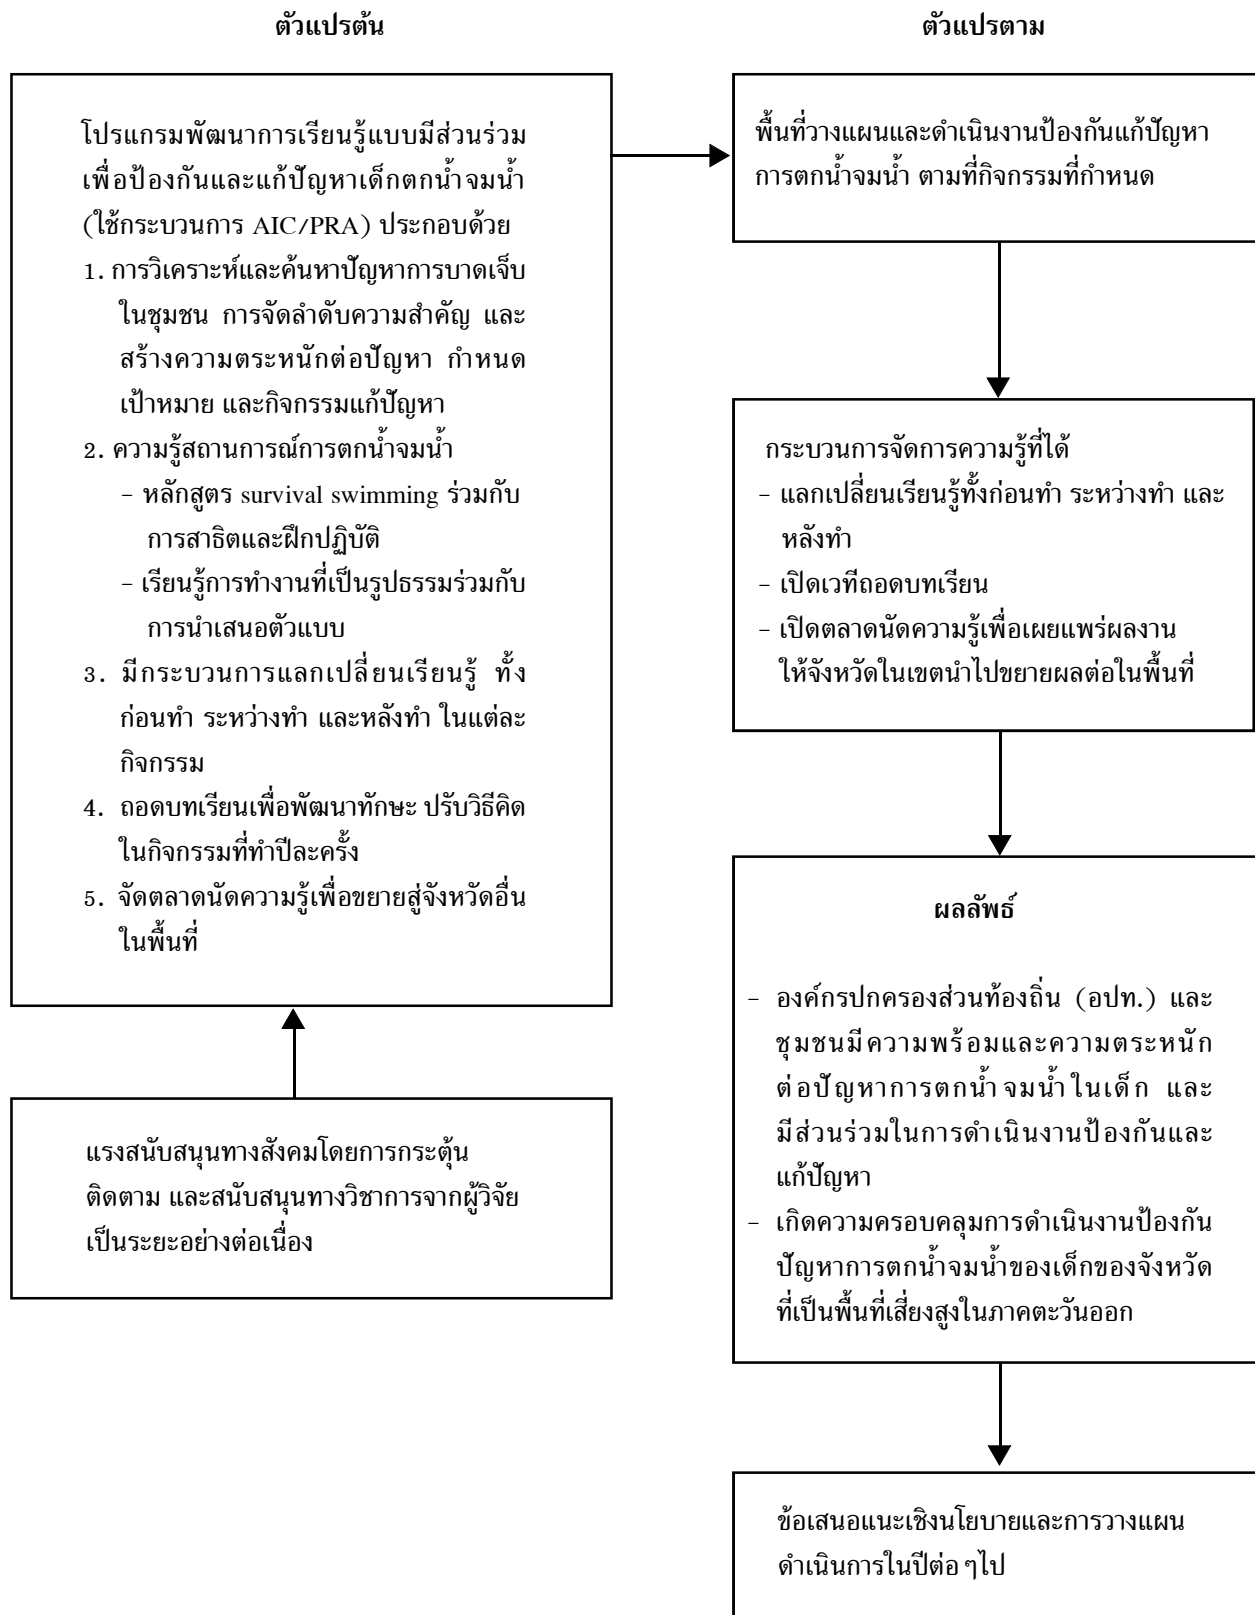 ตัวแปรต้น
โปรแกรมพัฒนาการเรียนรู้แบบมีส่วนร่วม
เพื่อป้องกันและแก้ปัญหาเด็กตกน้ำจมน้ำ
(ใช้กระบวนการ AIC/PRA) ประกอบด้วย
1. การวิเคราะห์และค้นหาปัญหาการบาดเจ็บ
ในชุมชน การจัดลำดับความสำคัญ และ
สร้างความตระหนักต่อปัญหา กำหนด
เป้าหมาย และกิจกรรมแก้ปัญหา
2. ความรู้สถานการณ์การตกน้ำจมน้ำ
- หลักสูตร survival swimming ร่วมกับ
การสาธิตและฝึกปฏิบัติ
- เรียนรู้การทำงานที่เป็นรูปธรรมร่วมกับ
การนำเสนอตัวแบบ
3. มีกระบวนการแลกเปลี่ยนเรียนรู้ ทั้ง
ก่อนทำ ระหว่างทำ และหลังทำ ในแต่ละ
กิจกรรม
4. ถอดบทเรียนเพื่อพัฒนาทักษะ ปรับวิธีคิด
ในกิจกรรมที่ทำปีละครั้ง
5. จัดตลาดนัดความรู้เพื่อขยายสู่จังหวัดอื่น
ในพื้นที่
แรงสนับสนุนทางสังคมโดยการกระตุ้น
ติดตาม และสนับสนุนทางวิชาการจากผู้วิจัย
เป็นระยะอย่างต่อเนื่อง
ตัวแปรตาม
พื้นที่วางแผนและดำเนินงานป้องกันแก้ปัญหา
การตกน้ำจมน้ำ ตามที่กิจกรรมที่กำหนด
กระบวนการจัดการความรู้ที่ได้
- แลกเปลี่ยนเรียนรู้ทั้งก่อนทำ ระหว่างทำ และ
หลังทำ
- เปิดเวทีถอดบทเรียน
- เปิดตลาดนัดความรู้เพื่อเผยแพร่ผลงาน
ให้จังหวัดในเขตนำไปขยายผลต่อในพื้นที่
ผลลัพธ์
- องค์กรปกครองส่วนท้องถิ่น (อปท.) และ
ชุมชนมีความพร้อมและความตระหนัก
ต่อปัญหาการตกน้ำ จมน้ำ ในเด็ก และ
มีส่วนร่วมในการดำเนินงานป้องกันและ
แก้ปัญหา
- เกิดความครอบคลุมการดำเนินงานป้องกัน
ปัญหาการตกน้ำจมน้ำของเด็กของจังหวัด
ที่เป็นพื้นที่เสี่ยงสูงในภาคตะวันออก
ข้อเสนอแนะเชิงนโยบายและการวางแผน
ดำเนินการในปีต่อ ๆไป